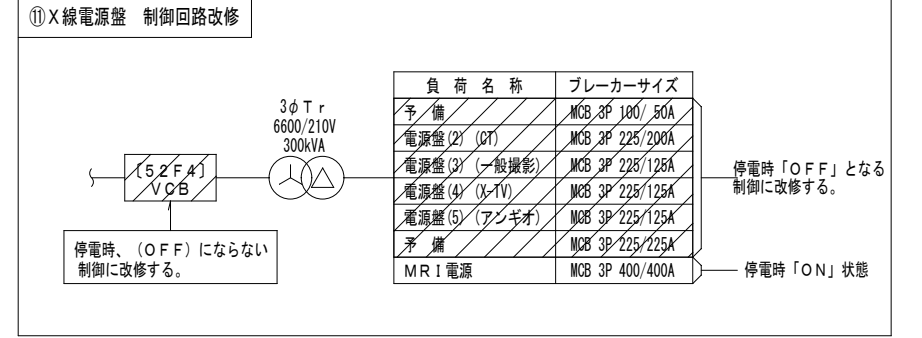 ⑪X線電源盤 制御回路改修
負荷名称 ブレーカーサイズ
予備 MCB 3P 100/ 50A
電源盤(2) (CT) MCB 3P 225/200A
電源盤(3) (一般撮影) MCB 3P 225/125A
電源盤(4) (X-TV) MCB 3P 225/125A
電源盤(5) (アンギオ) MCB 3P 225/125A
予備 MCB 3P 225/225A
MRI電源 MCB 3P 400/400A
3φTr
6600/210V
300kVA
[52F4]
VCB
停電時、(OFF)にならない
制御に改修する。
停電時「OFF」となる
制御に改修する。
停電時「ON」状態